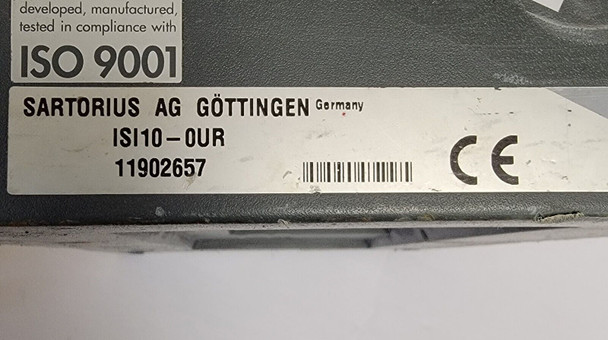 developed, manufactured,
tested in compliance with
ISO 9001
SARTORIUS AG GÖTTINGEN Germany
ISI10-0UR
11902657
CE